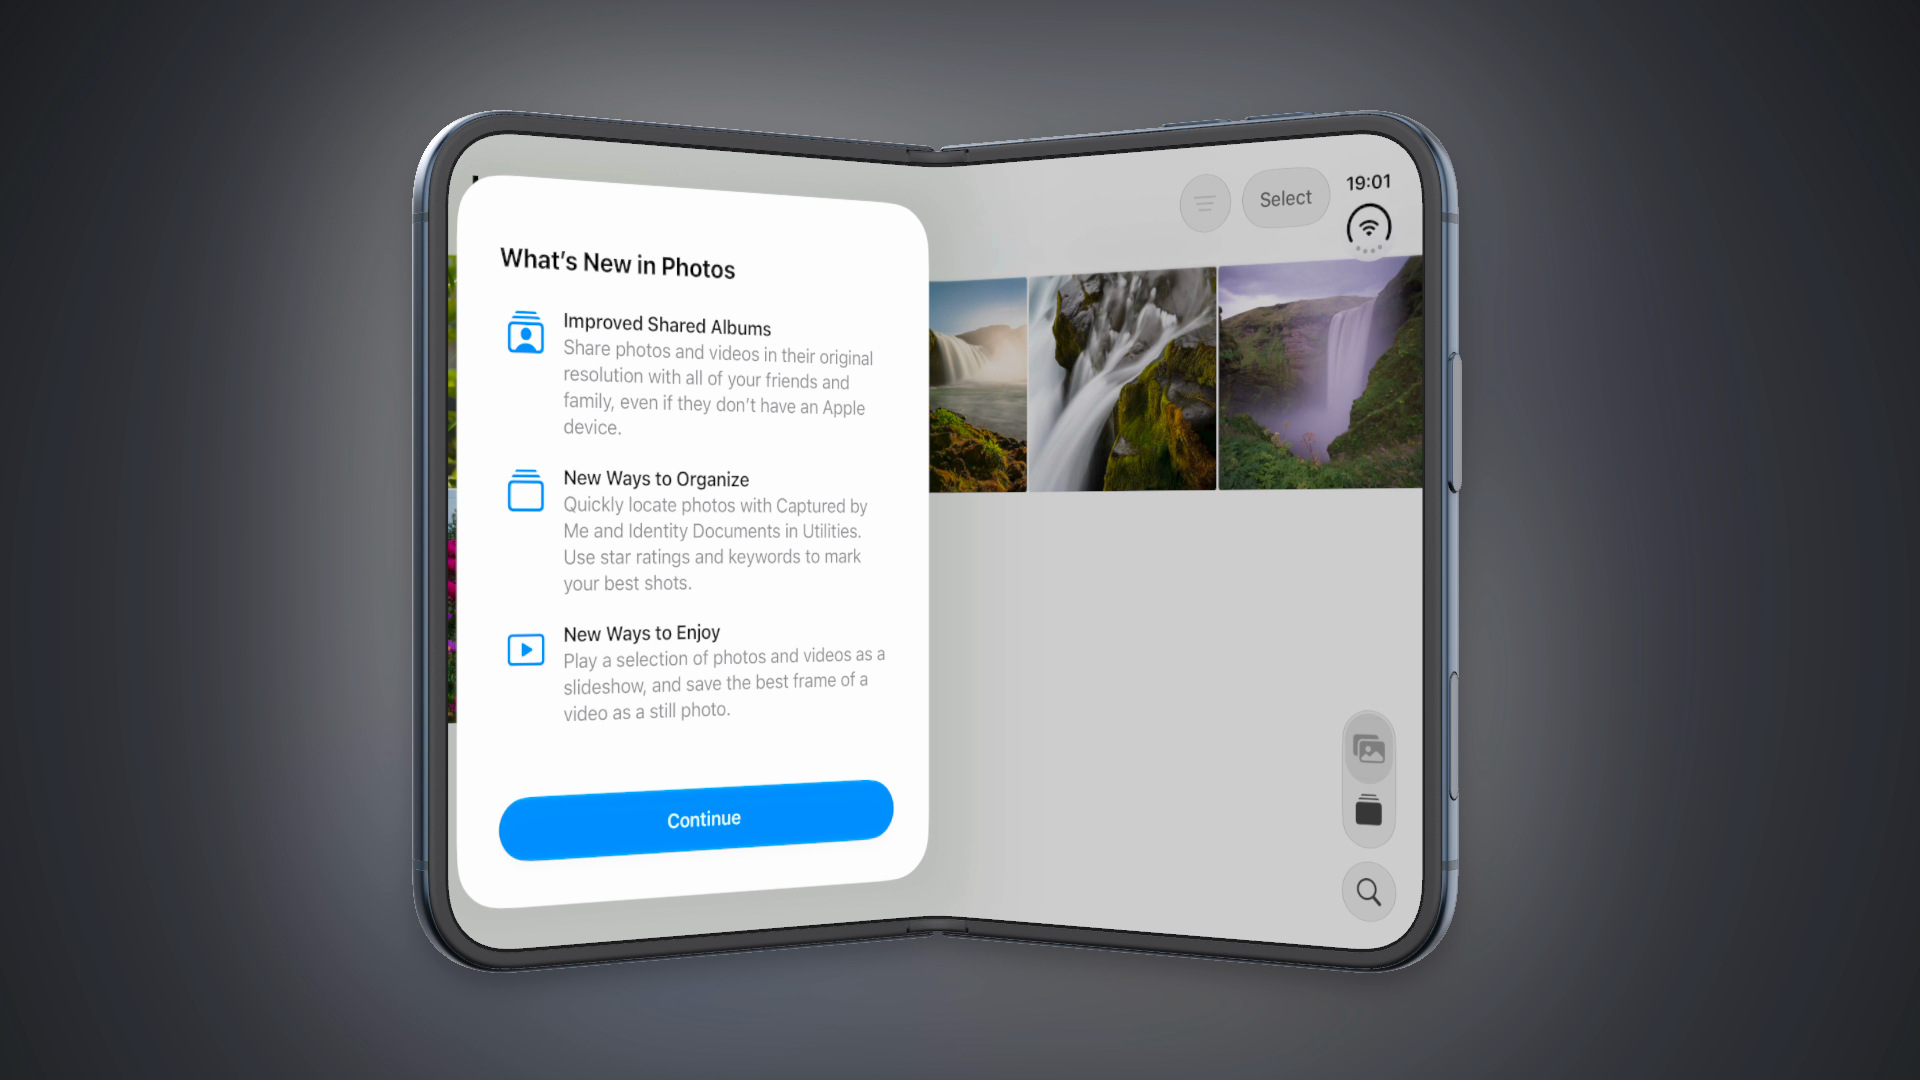 What's New in Photos
Improved Shared Albums
Share photos and videos in their original
resolution with all of your friends and
family, even if they don't have an Apple
device.
New Ways to Organize
Quickly locate photos with Captured by
Me and Identity Documents in Utilities.
Use star ratings and keywords to mark
your best shots.
New Ways to Enjoy
Play a selection of photos and videos as a
slideshow, and save the best frame of a
video as a still photo.
Continue
Select
19:01